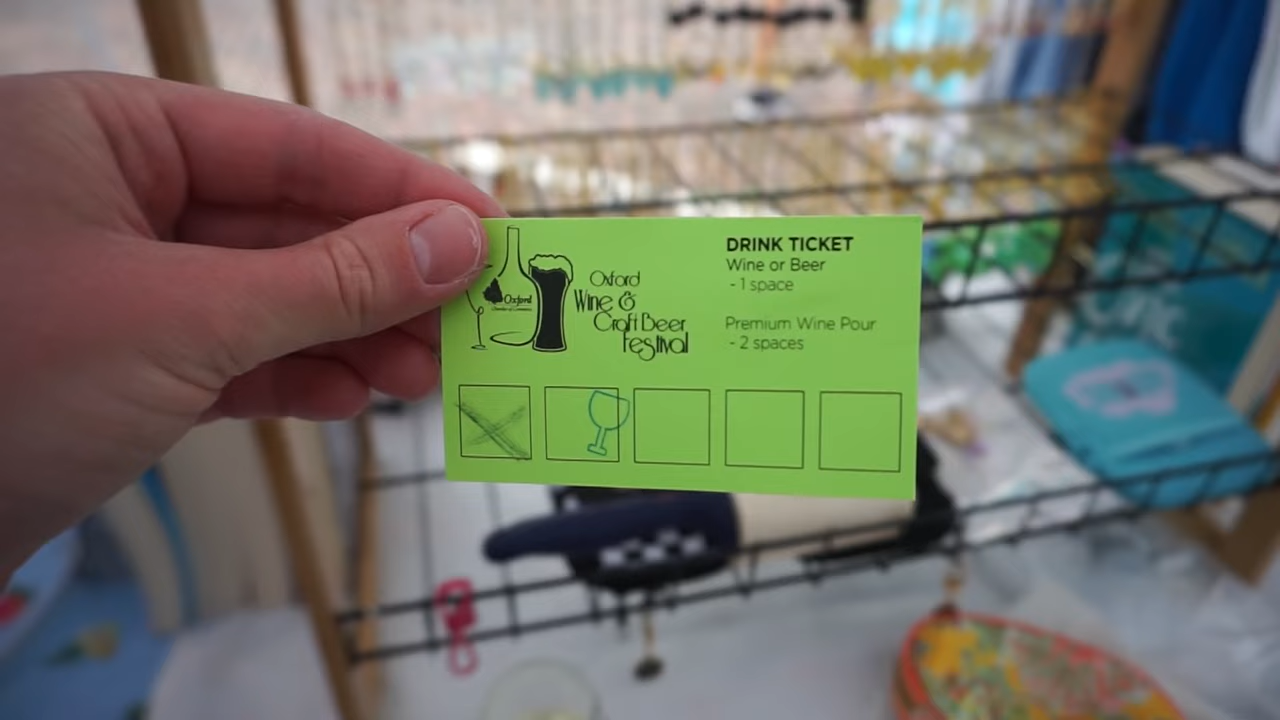 Oxford
Chamber of Commerce
Oxford
Wine &
Craft Beer
Festival
DRINK TICKET
Wine or Beer
- 1 space
Premium Wine Pour
- 2 spaces